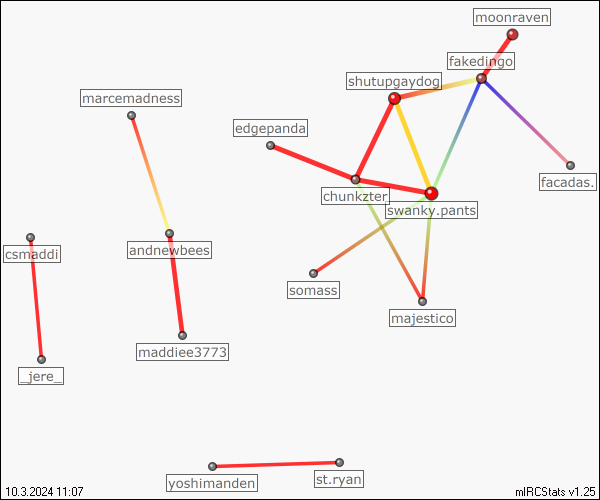 moonraven
fakedingo
shutupgaydog
marcemadness
edgepanda
facadas.
chunkzter
swanky.pants
andnewbees
csmaddi
somass
majestico
maddiee3773
_jere_
st.ryan
yoshimanden
10.3.2024 11:07
mIRCStats v1.25